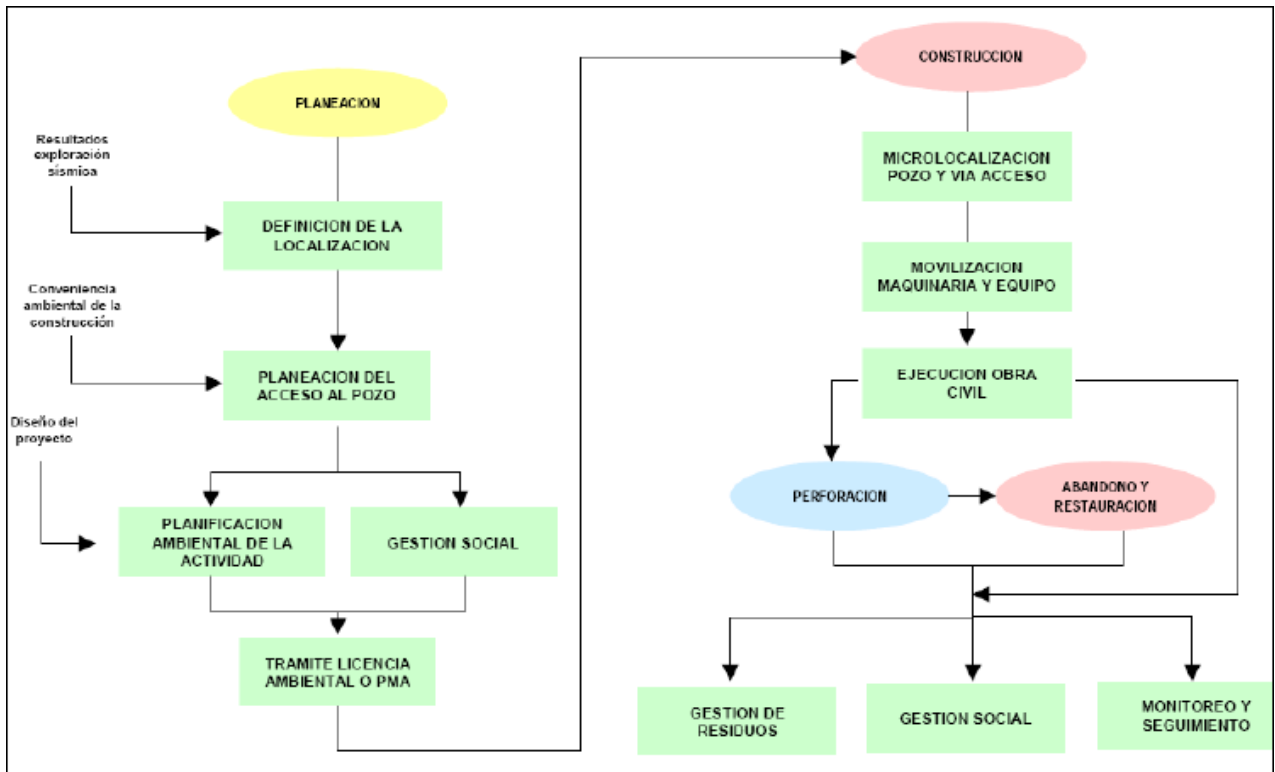 PLANEACION
Resultados
exploración
sísmica
DEFINICION DE LA
LOCALIZACION
Conveniencia
ambiental de la
construcción
PLANEACION DEL
ACCESO AL POZO
Diseño del
proyecto
PLANIFICACION
AMBIENTAL DE LA
ACTIVIDAD
GESTION SOCIAL
TRAMITE LICENCIA
AMBIENTAL O PMA
CONSTRUCCION
MICROLOCALIZACION
POZO Y VIA ACCESO
MOVILIZACION
MAQUINARIA Y EQUIPO
EJECUCION OBRA
CIVIL
PERFORACION
ABANDONO Y
RESTAURACION
GESTION DE
RESIDUOS
GESTION SOCIAL
MONITOREO Y
SEGUIMIENTO